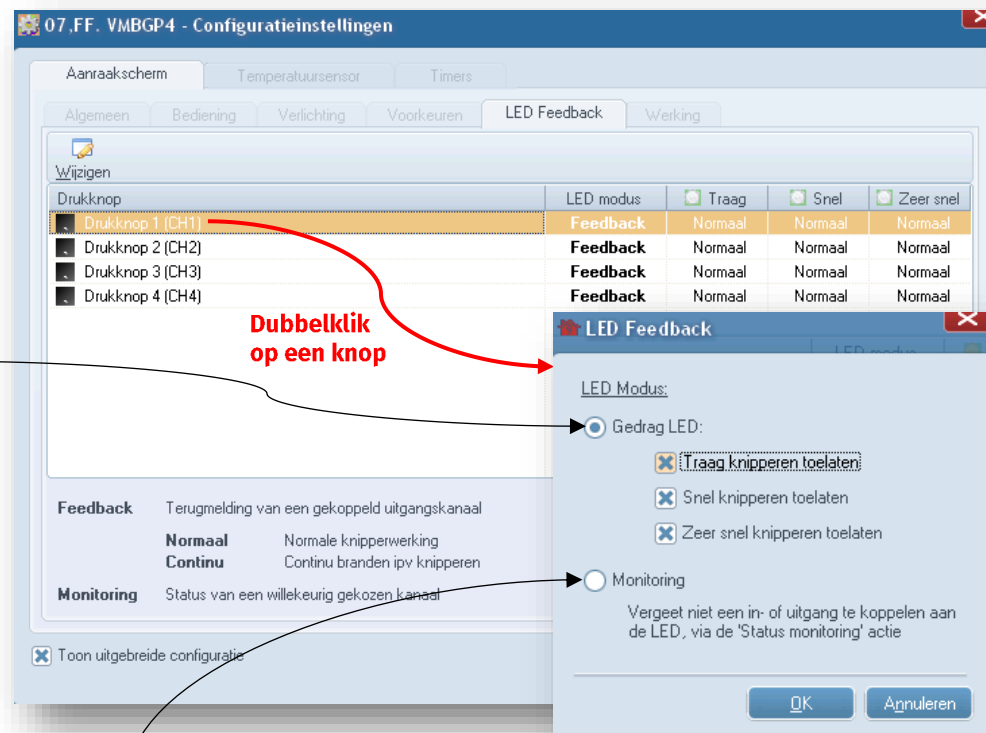 07,FF. VMBGP4 - Configuratieinstellingen
Aanraakscherm Temperatuursensor Timers
Algemeen Bediening Verlichting Voorkeuren LED Feedback Werking
Wijzigen
Drukknop LED modus Traag Snel Zeer snel
Drukknop 1 (CH1) Feedback Normaal Normaal Normaal
Drukknop 2 (CH2) Feedback Normaal Normaal Normaal
Drukknop 3 (CH3) Feedback Normaal Normaal Normaal
Drukknop 4 (CH4) Feedback Normaal Normaal Normaal
Dubbelklik
op een knop
Feedback Terugmelding van een gekoppeld uitgangskanaal
Normaal Normale knipperwerking
Continu Continu branden ipv knipperen
Monitoring Status van een willekeurig gekozen kanaal
Toon uitgebreide configuratie
LED Feedback
LED modus
LED Modus:
Gedrag LED:
Traag knipperen toelaten
Snel knipperen toelaten
Zeer snel knipperen toelaten
Monitoring
Vergeet niet een in- of uitgang te koppelen aan
de LED, via de 'Status monitoring' actie
OK Annuleren